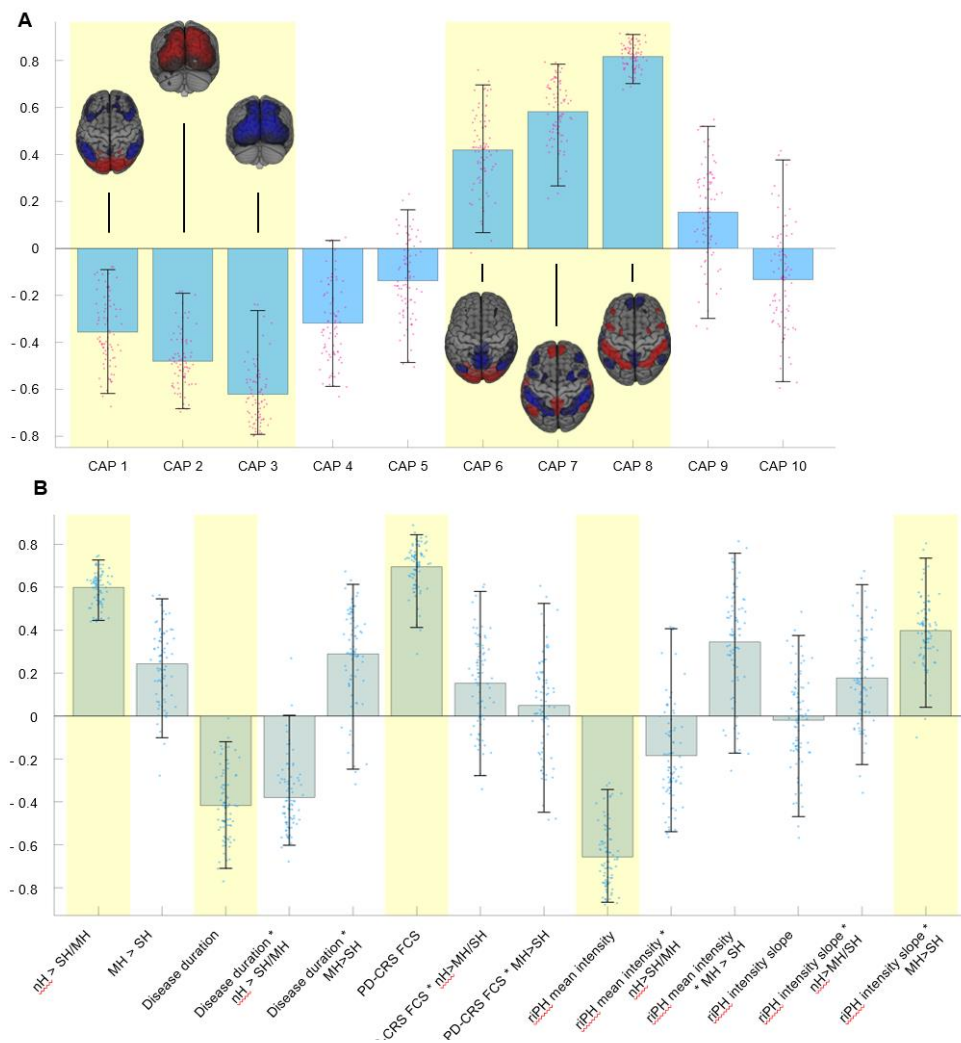 A
0.8
0.6
0.4
0.2
0
- 0.2
- 0.4
- 0.6
- 0.8
CAP 1 CAP 2 CAP 3 CAP 4 CAP 5 CAP 6 CAP 7 CAP 8 CAP 9 CAP 10
B
0.8
0.6
0.4
0.2
0
- 0.2
- 0.4
- 0.6
- 0.8
nH > SH/MH
MH > SH
Disease duration
Disease duration *
nH > SH/MH
Disease duration *
MH>SH
PD-CRS FCS
-CRS FCS * nH>MH/SH
PD-CRS FCS * MH>SH
riPH mean intensity
riPH mean intensity *
nH>SH/MH
riPH mean intensity
* MH > SH
riPH intensity slope
riPH intensity slope *
nH>MH/SH
riPH intensity slope *
MH>SH